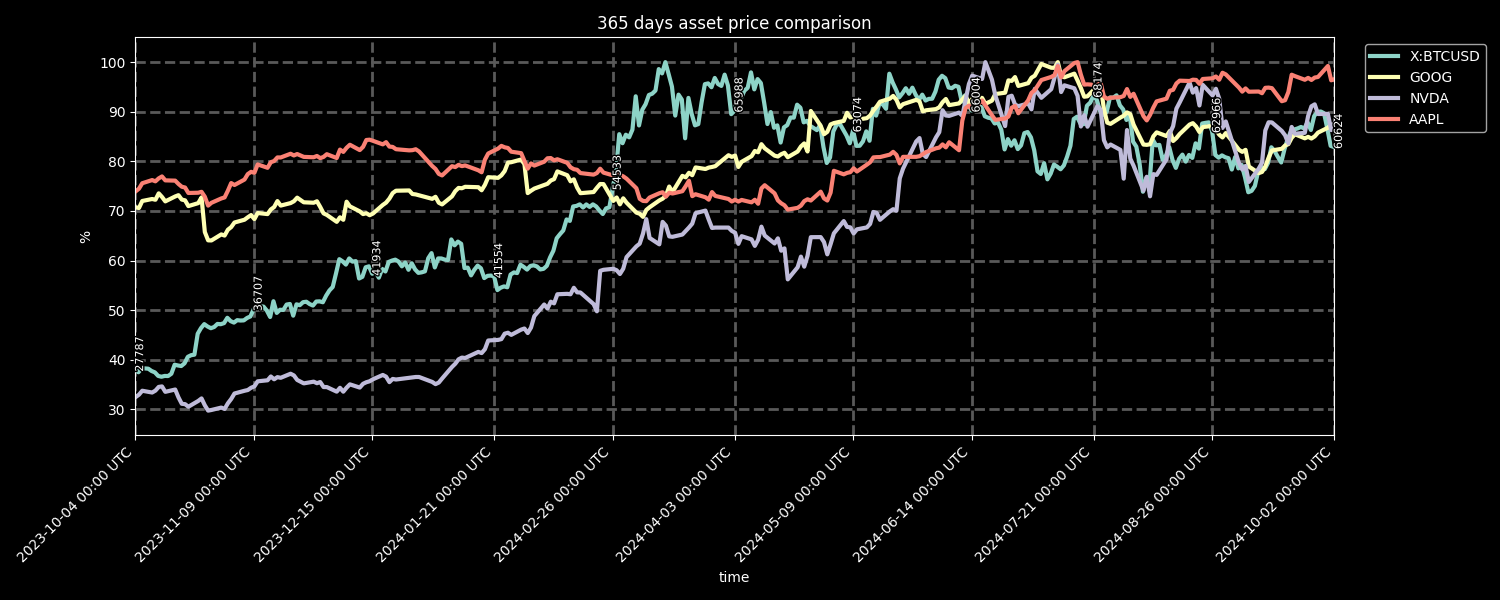 365 days asset price comparison
X:BTCUSD
GOOG
NVDA
AAPL
%
100
90
80
70
60
50
40
30
27787
36707
41934
41554
54533
65988
63074
66004
68174
62966
60624
2023-10-04 00:00 UTC
2023-11-09 00:00 UTC
2023-12-15 00:00 UTC
2024-01-21 00:00 UTC
2024-02-26 00:00 UTC
2024-04-03 00:00 UTC
2024-05-09 00:00 UTC
2024-06-14 00:00 UTC
2024-07-21 00:00 UTC
2024-08-26 00:00 UTC
2024-10-02 00:00 UTC
time